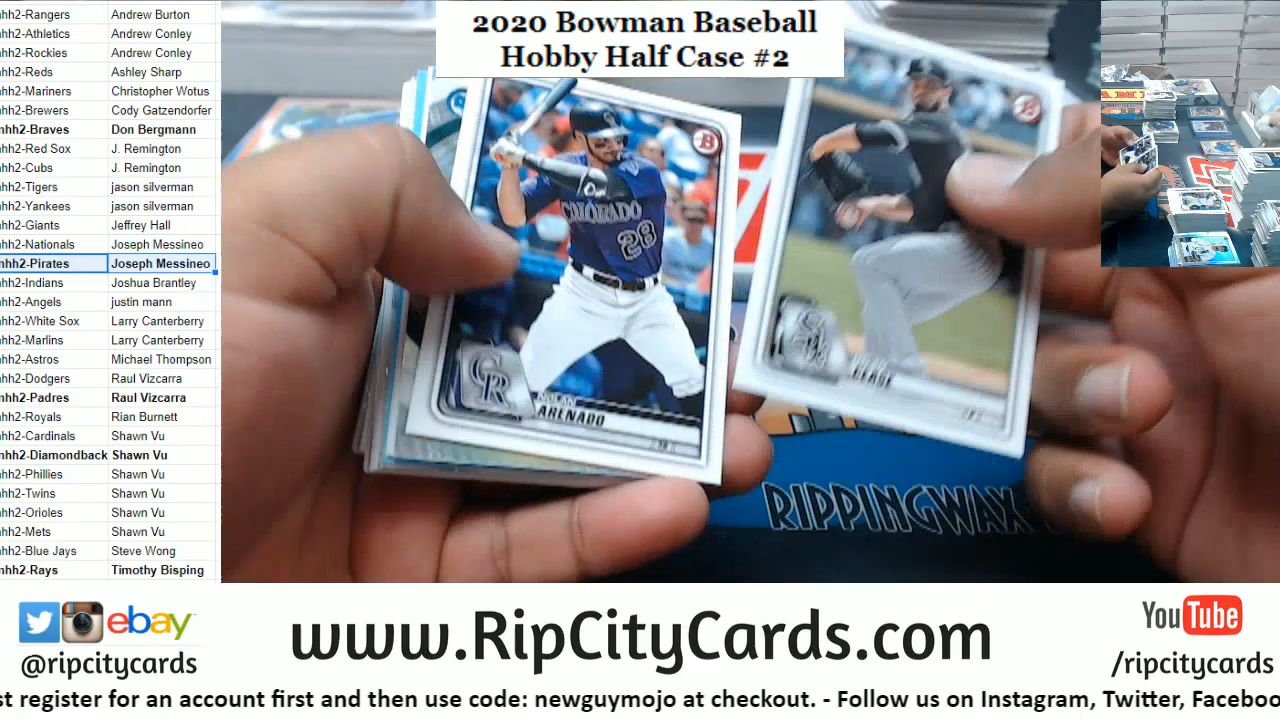 2020 Bowman Baseball
Hobby Half Case #2
hh2-Rangers Andrew Burton
hh2-Athletics Andrew Conley
hh2-Rockies Andrew Conley
hh2-Reds Ashley Sharp
hh2-Mariners Christopher Wotus
hh2-Brewers Cody Gatzendorfer
hh2-Braves Don Bergmann
hh2-Red Sox J. Remington
hh2-Cubs J. Remington
hh2-Tigers jason silverman
hh2-Yankees jason silverman
hh2-Giants Jeffrey Hall
hh2-Nationals Joseph Messineo
hh2-Pirates Joseph Messineo
hh2-Indians Joshua Brantley
hh2-Angels justin mann
hh2-White Sox Larry Canterberry
hh2-Marlins Larry Canterberry
hh2-Astros Michael Thompson
hh2-Dodgers Raul Vizcarra
hh2-Padres Raul Vizcarra
hh2-Royals Rian Burnett
hh2-Cardinals Shawn Vu
hh2-Diamondback Shawn Vu
hh2-Phillies Shawn Vu
hh2-Twins Shawn Vu
hh2-Orioles Shawn Vu
hh2-Mets Shawn Vu
hh2-Blue Jays Steve Wong
hh2-Rays Timothy Bisping
B
COLORADO
28
CR
NOLAN
ARENADO
RIPPINGWAX
ebay
@ripcitycards
www.RipCityCards.com
YouTube
/ripcitycards
st register for an account first and then use code: newguymojo at checkout. - Follow us on Instagram, Twitter, Faceboo